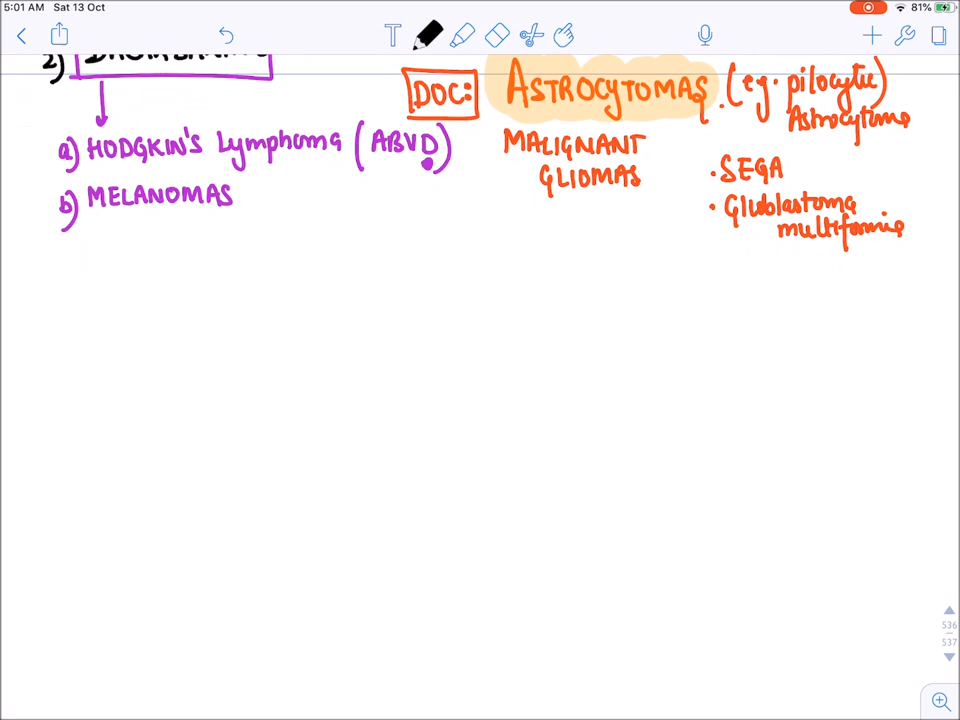 5:01 AM Sat 13 Oct
81%
T
2)
DOC: ASTROCYTOMAS (eg. pilocytic
Astrocytoma)
a) HODGKIN'S Lymphoma (ABVD)
b) MELANOMAS
MALIGNANT
GLIOMAS
. SEGA
. Glioblastoma
multiformie
536
537